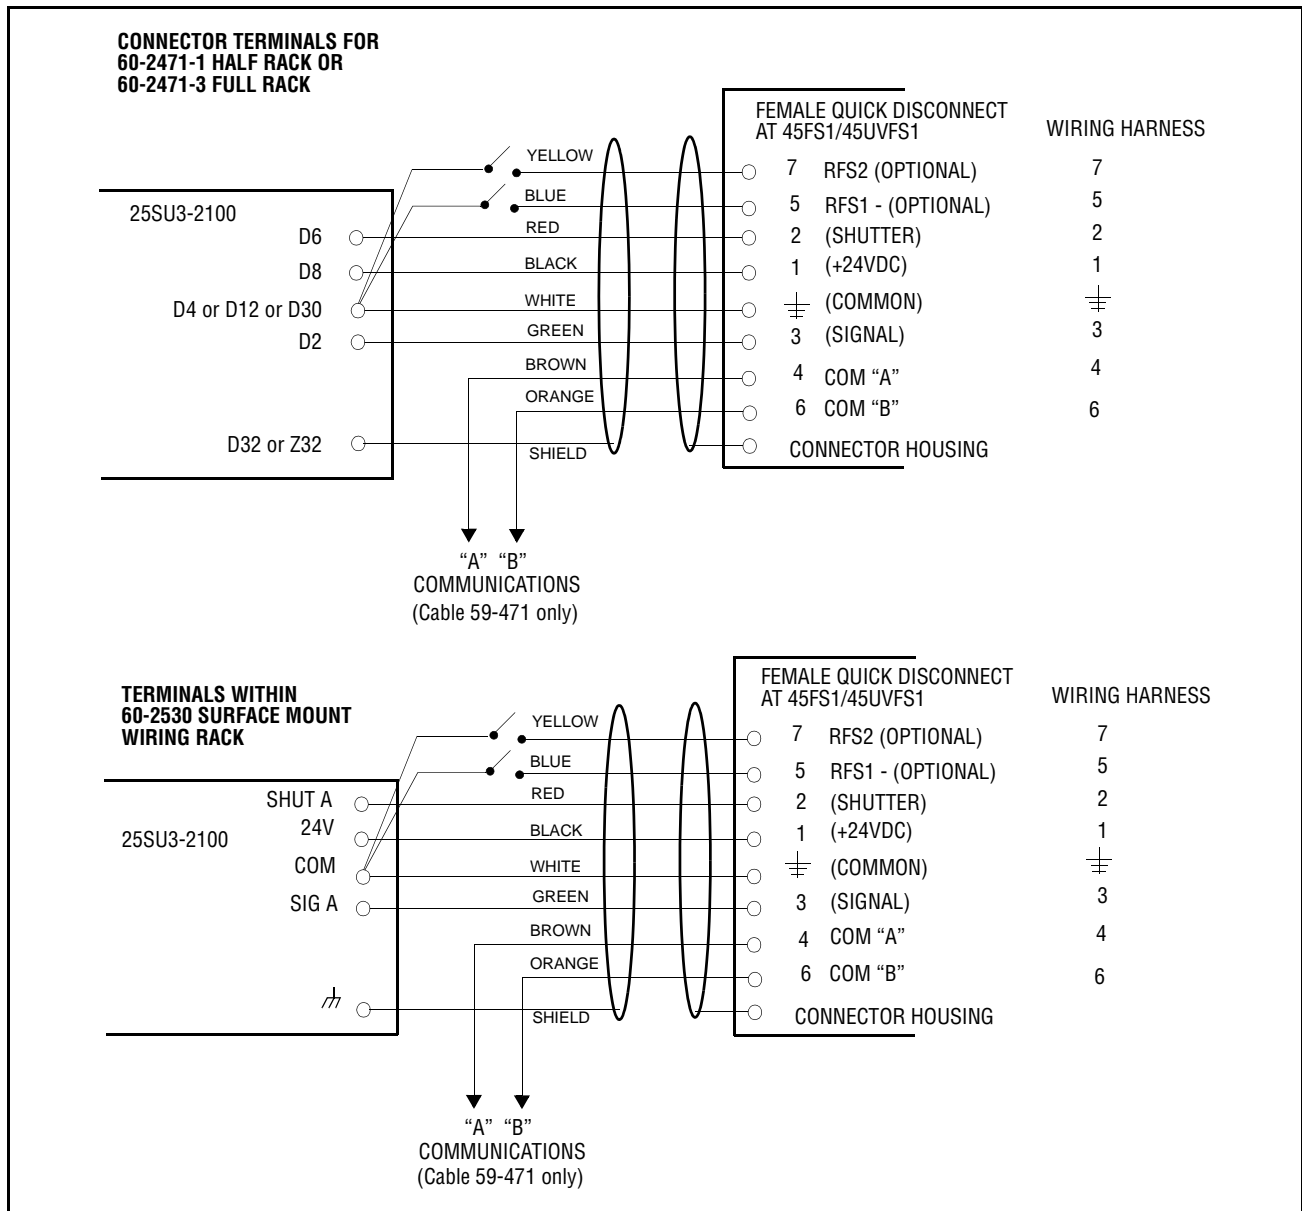 CONNECTOR TERMINALS FOR
60-2471-1 HALF RACK OR
60-2471-3 FULL RACK
FEMALE QUICK DISCONNECT
AT 45FS1/45UVFS1
WIRING HARNESS
25SU3-2100
YELLOW
7 RFS2 (OPTIONAL)
7
BLUE
5 RFS1 - (OPTIONAL)
5
D6
RED
2 (SHUTTER)
2
D8
BLACK
1 (+24VDC)
1
D4 or D12 or D30
WHITE
(COMMON)
D2
GREEN
3 (SIGNAL)
3
BROWN
4 COM “A”
4
ORANGE
6 COM “B”
6
D32 or Z32
SHIELD
CONNECTOR HOUSING
“A” “B”
COMMUNICATIONS
(Cable 59-471 only)
TERMINALS WITHIN
60-2530 SURFACE MOUNT
WIRING RACK
FEMALE QUICK DISCONNECT
AT 45FS1/45UVFS1
WIRING HARNESS
YELLOW
7 RFS2 (OPTIONAL)
7
BLUE
5 RFS1 - (OPTIONAL)
5
SHUT A
RED
2 (SHUTTER)
2
25SU3-2100
24V
BLACK
1 (+24VDC)
1
COM
WHITE
(COMMON)
SIG A
GREEN
3 (SIGNAL)
3
BROWN
4 COM “A”
4
ORANGE
6 COM “B”
6
SHIELD
CONNECTOR HOUSING
“A” “B”
COMMUNICATIONS
(Cable 59-471 only)